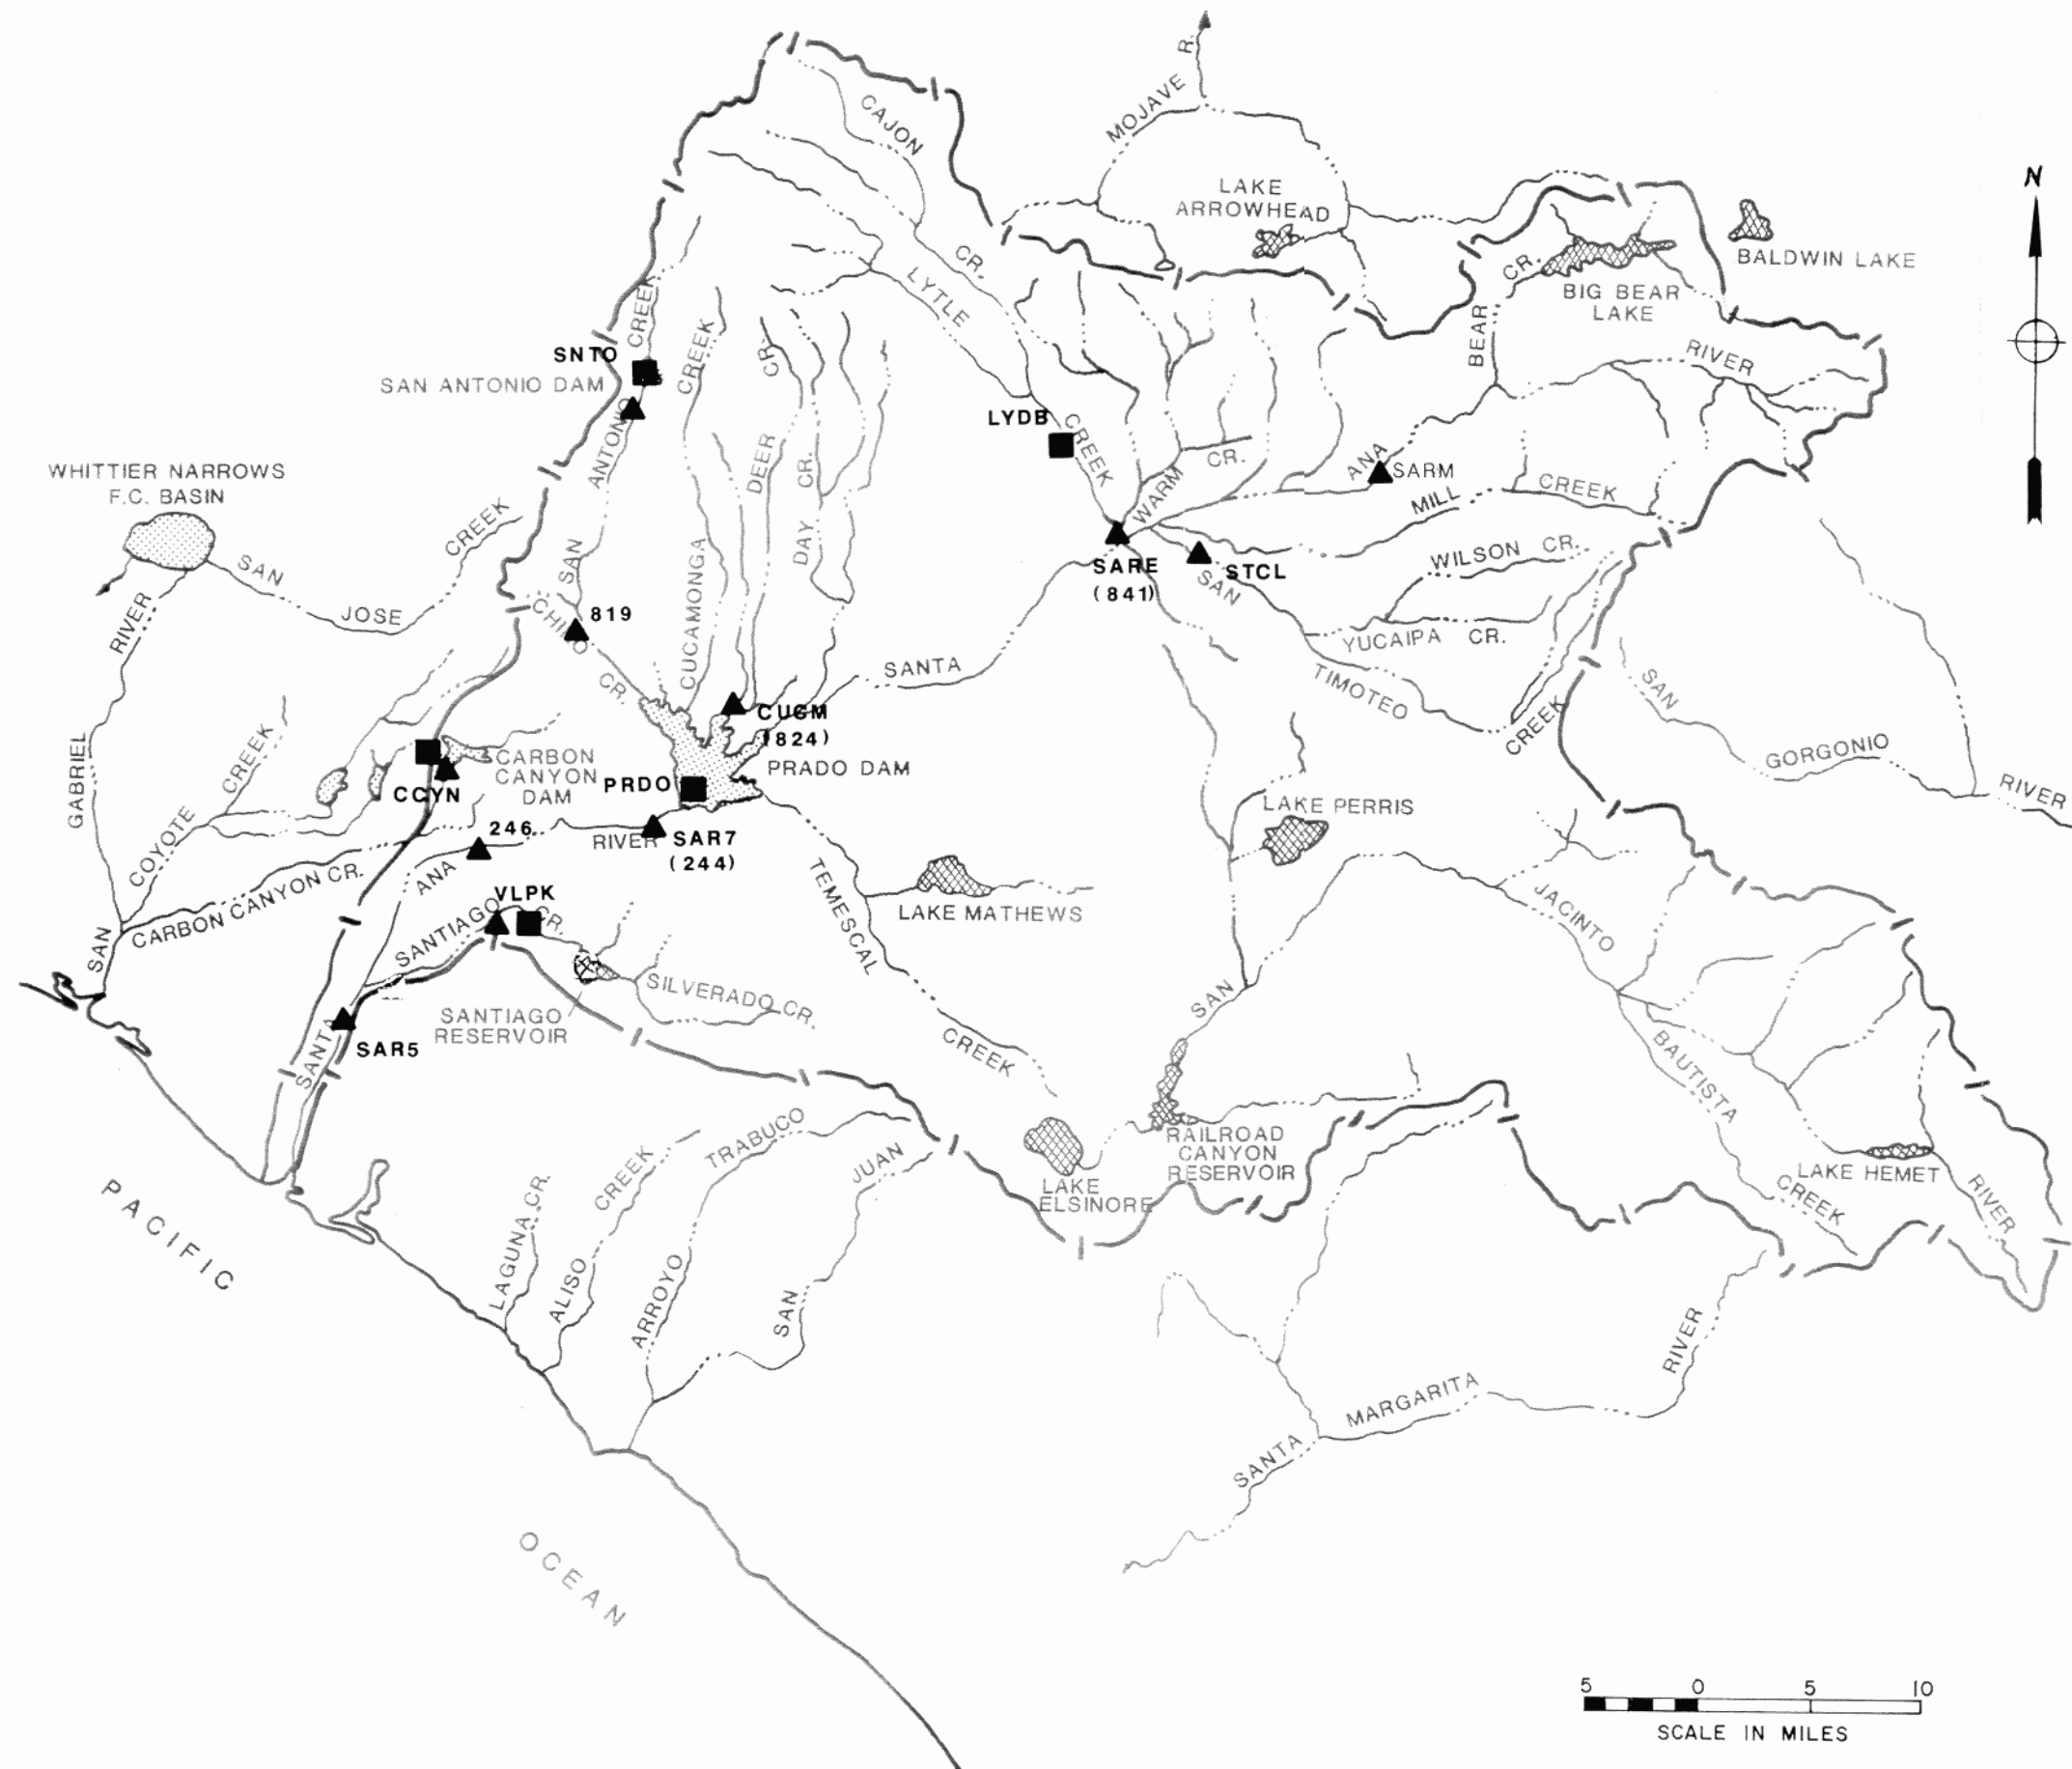 MOJAVE R.
CAJON
CR.
LAKE
ARROWHEAD
N
BALDWIN LAKE
BIG BEAR
LAKE
BEAR CR.
LYTLE
CREEK
SNTO
SAN ANTONIO DAM
SAN ANTONIO CREEK
CUCAMONGA CREEK
DEER CR.
DAY CR.
LYDB
WARM CR.
RIVER
ANA
SARM
MILL CREEK
WILSON CR.
YUCAIPA CR.
SARE
(841)
STCL
SAN TIMOTEO CREEK
WHITTIER NARROWS
F.C. BASIN
SAN JOSE CREEK
RIVER
GABRIEL
SAN
819
CHINO CR.
SANTA
CUCM
(824)
PRADO DAM
PRDO
CARBON
CANYON
DAM
CCYN
COYOTE CREEK
CARBON CANYON CR.
246
RIVER
SAR7
(244)
ANA
VLPK
SANTIAGO CR.
SILVERADO CR.
SANTIAGO
RESERVOIR
SAR5
SANTA
TEMESCAL
CREEK
LAKE MATHEWS
LAKE PERRIS
SAN GORGONIO RIVER
SAN JACINTO
RIVER
BAUTISTA
CREEK
LAKE HEMET
RAILROAD
CANYON
RESERVOIR
LAKE
ELSINORE
LAGUNA CR.
ALISO CREEK
ARROYO TRABUCO
SAN JUAN
SANTA MARGARITA RIVER
PACIFIC
OCEAN
5 0 5 10
SCALE IN MILES